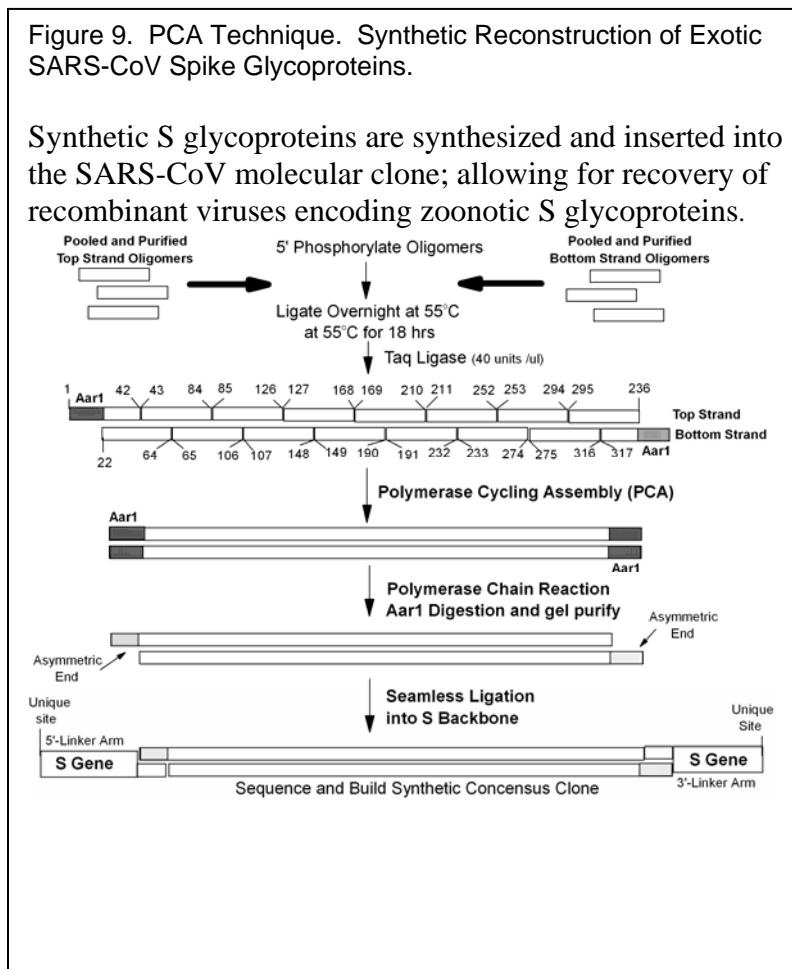 Figure 9. PCA Technique. Synthetic Reconstruction of Exotic
SARS-CoV Spike Glycoproteins.
Synthetic S glycoproteins are synthesized and inserted into
the SARS-CoV molecular clone; allowing for recovery of
recombinant viruses encoding zoonotic S glycoproteins.
Pooled and Purified
Top Strand Oligomers
5' Phosphorylate Oligomers
Pooled and Purified
Bottom Strand Oligomers
Ligate Overnight at 55°C
at 55°C for 18 hrs
Taq Ligase (40 units /ul)
1 42 43 84 85 126 127 168 169 210 211 252 253 294 295 236
Aar1
Top Strand
Bottom Strand
22 64 65 106 107 148 149 190 191 232 233 274 275 316 317 Aar1
Polymerase Cycling Assembly (PCA)
Aar1
Aar1
Polymerase Chain Reaction
Aar1 Digestion and gel purify
Asymmetric
End
Asymmetric
End
Seamless Ligation
into S Backbone
Unique
site
Unique
Site
5'-Linker Arm
S Gene
S Gene
3'-Linker Arm
Sequence and Build Synthetic Concensus Clone